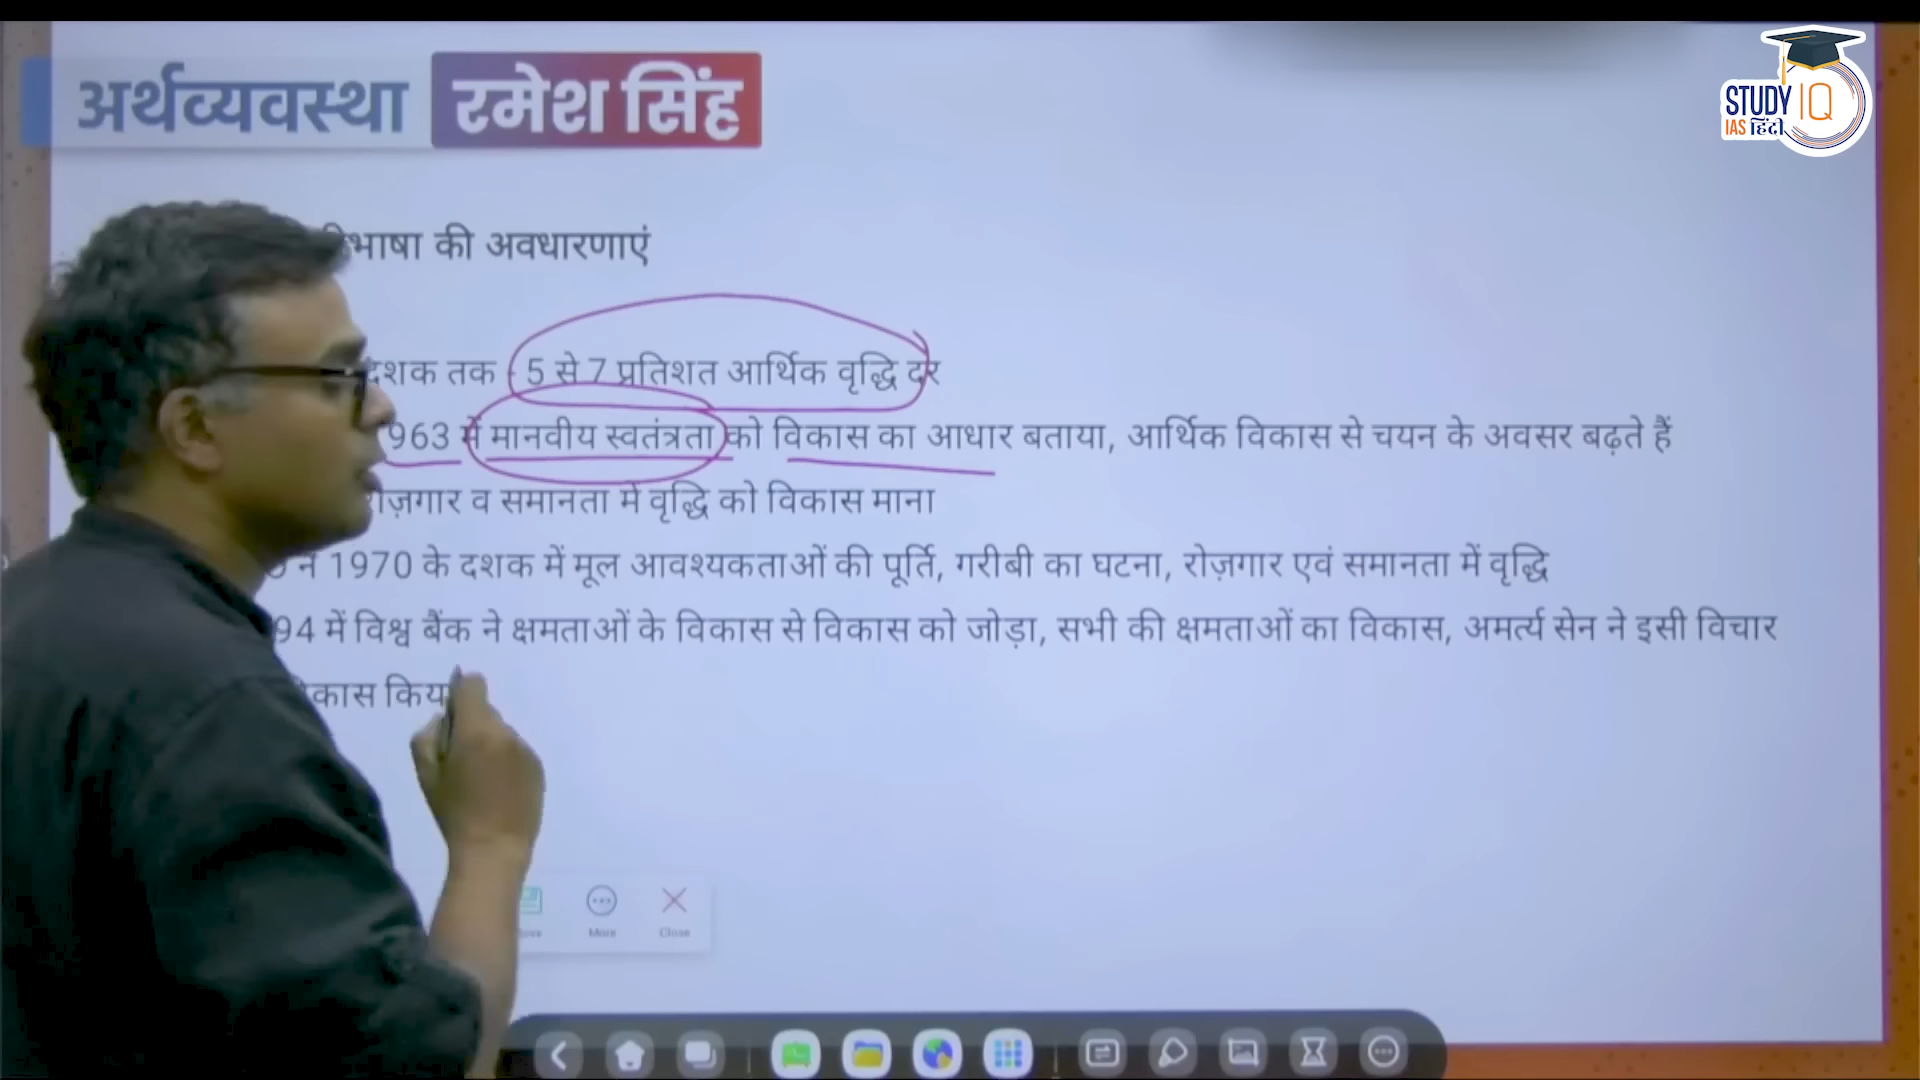 अर्थव्यवस्था रमेश सिंह
STUDY IQ
IAS हिंदी
की अवधारणाएं
दशक तक 5 से 7 प्रतिशत आर्थिक वृद्धि दर
963 में मानवीय स्वतंत्रता को विकास का आधार बताया, आर्थिक विकास से चयन के अवसर बढ़ते हैं
व समानता में वृद्धि को विकास माना
ने 1970 के दशक में मूल आवश्यकताओं की पूर्ति, गरीबी का घटना, रोज़गार एवं समानता में वृद्धि
94 में विश्व बैंक ने क्षमताओं के विकास से विकास को जोड़ा, सभी की क्षमताओं का विकास, अमर्त्य सेन ने इसी विचार
More
Close